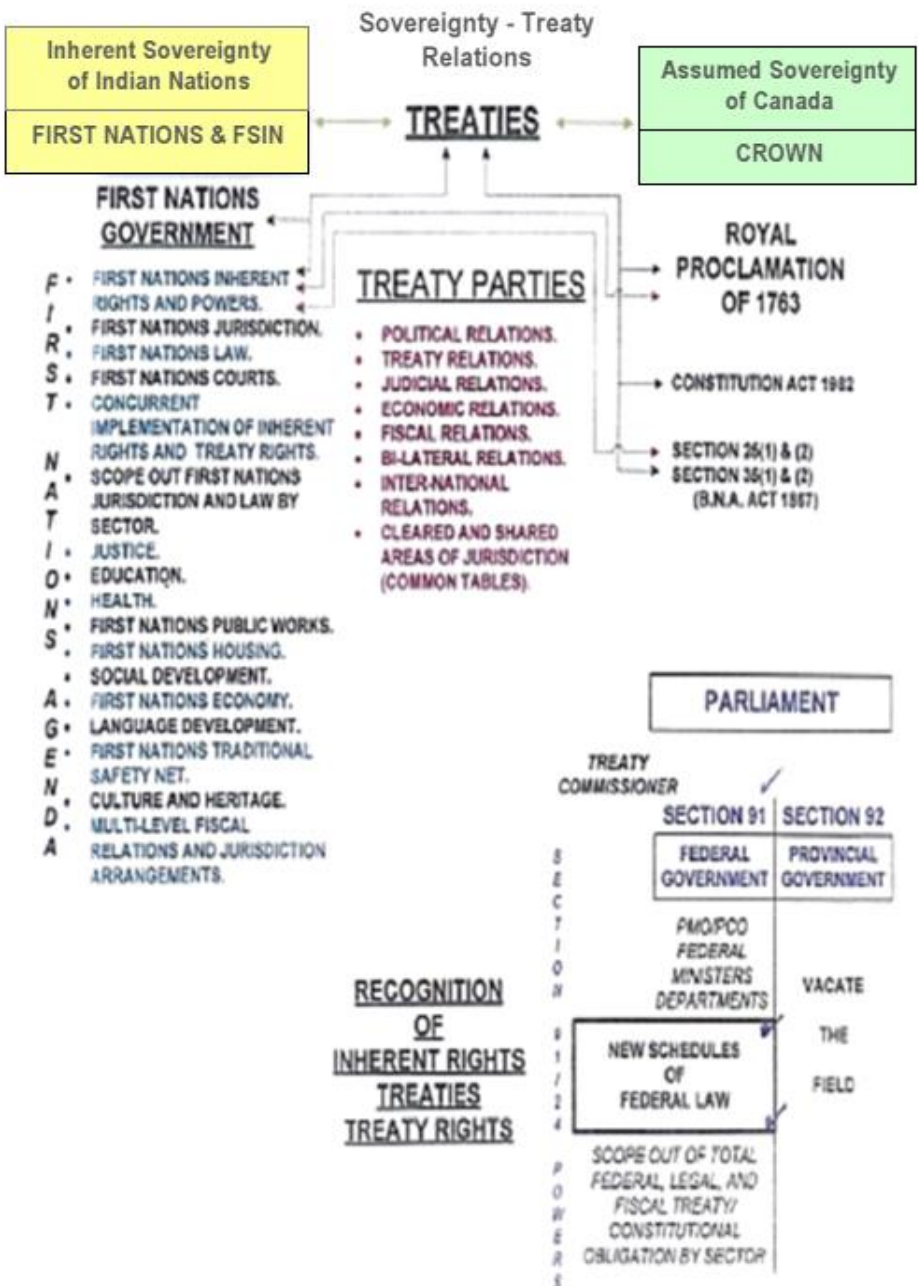 Sovereignty - Treaty
Relations
Inherent Sovereignty
of Indian Nations
FIRST NATIONS & FSIN
TREATIES
Assumed Sovereignty
of Canada
CROWN
FIRST NATIONS
GOVERNMENT
FIRST NATIONS AGENDA
• FIRST NATIONS INHERENT
RIGHTS AND POWERS.
• FIRST NATIONS JURISDICTION.
• FIRST NATIONS LAW.
• FIRST NATIONS COURTS.
• CONCURRENT
IMPLEMENTATION OF INHERENT
RIGHTS AND TREATY RIGHTS.
• SCOPE OUT FIRST NATIONS
JURISDICTION AND LAW BY
SECTOR.
• JUSTICE.
• EDUCATION.
• HEALTH.
• FIRST NATIONS PUBLIC WORKS.
• FIRST NATIONS HOUSING.
• SOCIAL DEVELOPMENT.
• FIRST NATIONS ECONOMY.
• LANGUAGE DEVELOPMENT.
• FIRST NATIONS TRADITIONAL
SAFETY NET.
• CULTURE AND HERITAGE.
• MULTI-LEVEL FISCAL
RELATIONS AND JURISDICTION
ARRANGEMENTS.
TREATY PARTIES
• POLITICAL RELATIONS.
• TREATY RELATIONS.
• JUDICIAL RELATIONS.
• ECONOMIC RELATIONS.
• FISCAL RELATIONS.
• BI-LATERAL RELATIONS.
• INTER-NATIONAL
RELATIONS.
• CLEARED AND SHARED
AREAS OF JURISDICTION
(COMMON TABLES).
ROYAL
PROCLAMATION
OF 1763
CONSTITUTION ACT 1982
SECTION 25(1) & (2)
SECTION 35(1) & (2)
(B.N.A. ACT 1867)
PARLIAMENT
TREATY
COMMISSIONER
SECTION 91
SECTION 92
FEDERAL
GOVERNMENT
PROVINCIAL
GOVERNMENT
SECTION 91/24 POWERS
PMO/PCO
FEDERAL
MINISTERS
DEPARTMENTS
VACATE
THE
FIELD
NEW SCHEDULES
OF
FEDERAL LAW
SCOPE OUT OF TOTAL
FEDERAL, LEGAL, AND
FISCAL TREATY/
CONSTITUTIONAL
OBLIGATION BY SECTOR
RECOGNITION
OF
INHERENT RIGHTS
TREATIES
TREATY RIGHTS